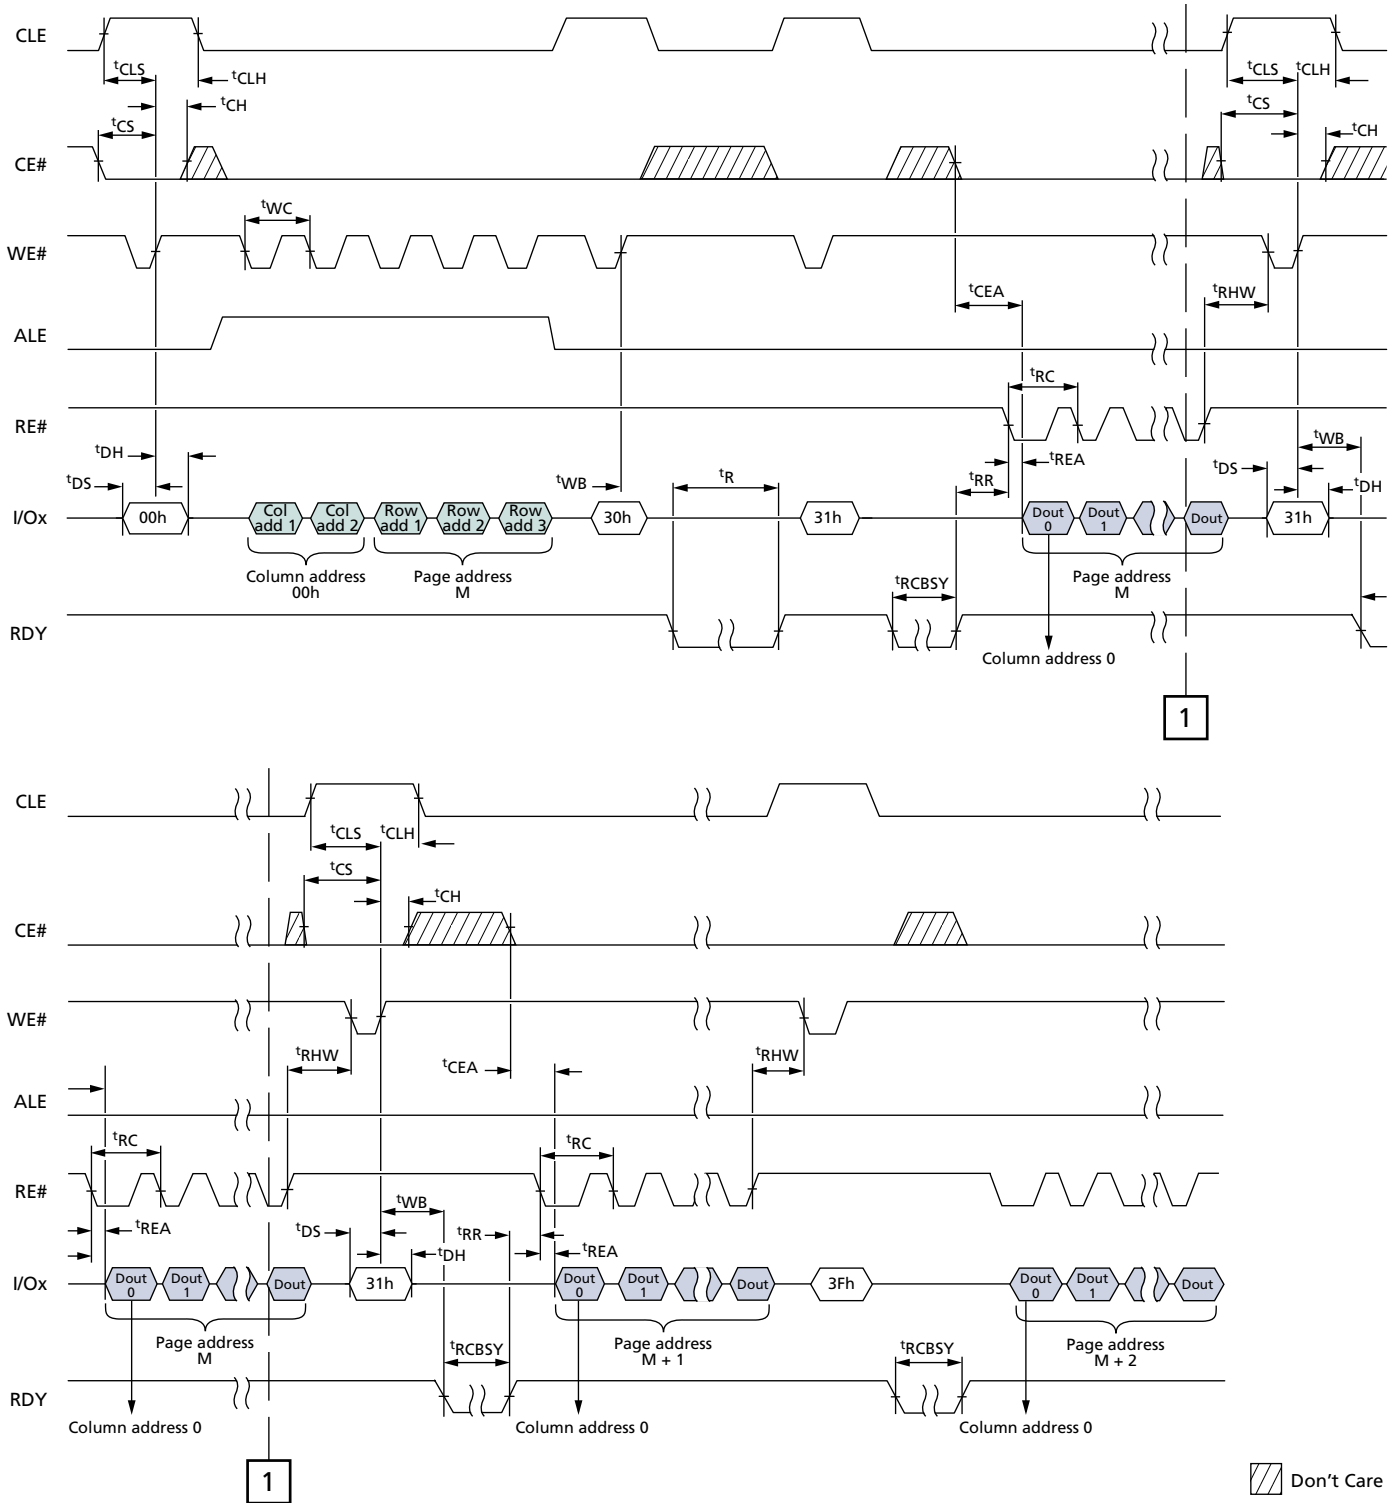 CLE
tCLS
tCLH
tCLS
tCLH
tCH
tCS
tCS
tCH
CE#
tWC
WE#
tCEA
tRHW
ALE
tRC
RE#
tDH
tREA
tWB
tDS
tWB
tR
tRR
tDS
tDH
I/Ox
00h
Col add 1
Col add 2
Row add 1
Row add 2
Row add 3
30h
31h
Dout 0
Dout 1
Dout
31h
Column address 00h
Page address M
Page address M
tRCBSY
RDY
Column address 0
1
CLE
tCLS
tCLH
tCS
tCH
CE#
WE#
tRHW
tCEA
tRHW
ALE
tRC
tRC
RE#
tREA
tWB
tDS
tRR
tDH
tREA
I/Ox
Dout 0
Dout 1
Dout
31h
Dout 0
Dout 1
Dout
3Fh
Dout 0
Dout 1
Dout
Page address M
Page address M + 1
Page address M + 2
tRCBSY
tRCBSY
RDY
Column address 0
Column address 0
Column address 0
1
Don't Care